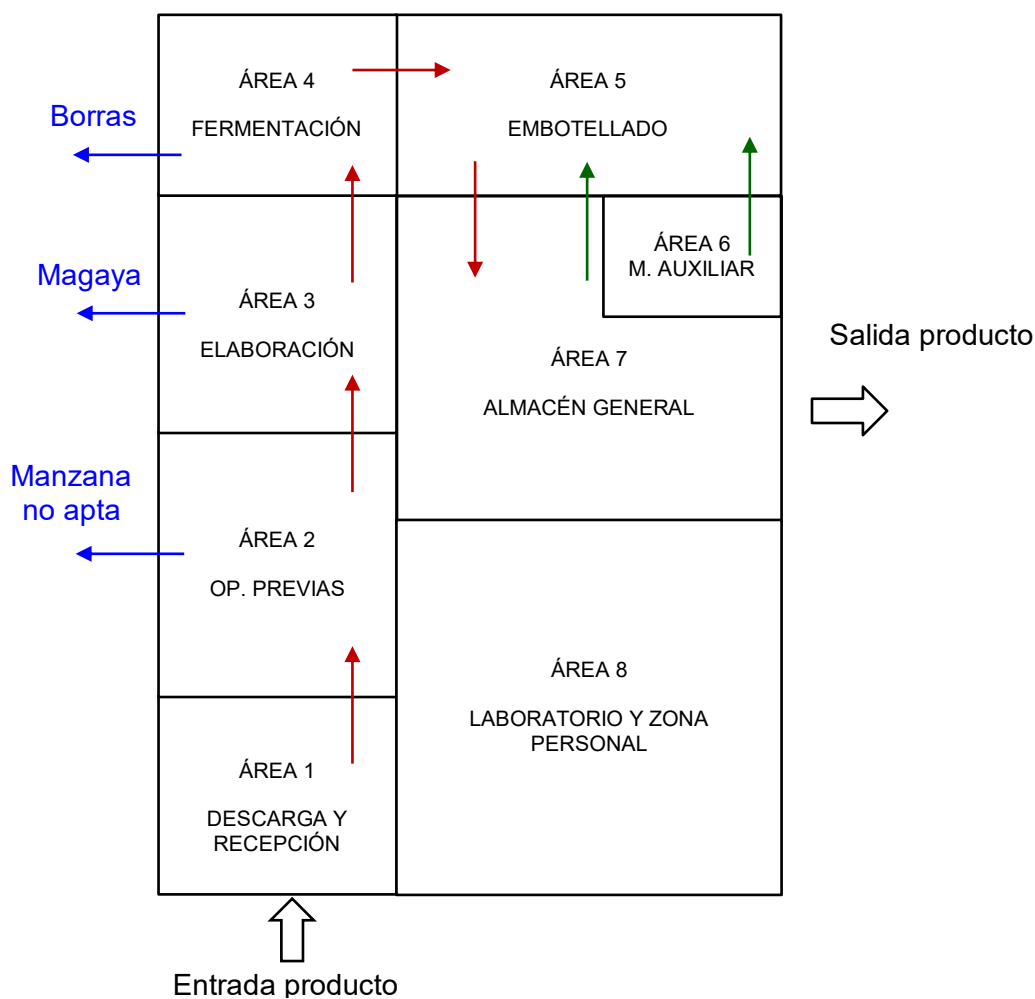 ÁREA 4
FERMENTACIÓN
ÁREA 5
EMBOTELLADO
Borras
ÁREA 6
M. AUXILIAR
Magaya
ÁREA 3
ELABORACIÓN
Salida producto
ÁREA 7
ALMACÉN GENERAL
Manzana
no apta
ÁREA 2
OP. PREVIAS
ÁREA 8
LABORATORIO Y ZONA
PERSONAL
ÁREA 1
DESCARGA Y
RECEPCIÓN
Entrada producto